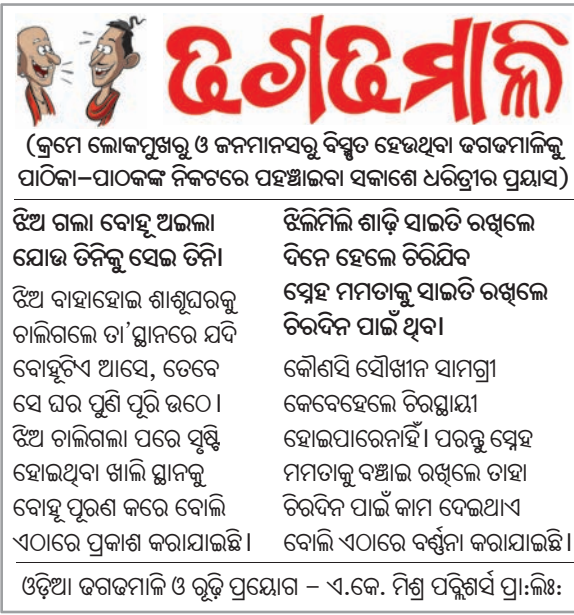 ଢଗଢମାଳି
(କ୍ରମେ ଲୋକମୁଖରୁ ଓ ଜନମାନସରୁ ବିସ୍ମୃତ ହେଉଥିବା ଢଗଢମାଳିକୁ
ପାଠିକା–ପାଠକଙ୍କ ନିକଟରେ ପହଞ୍ଚାଇବା ସକାଶେ ଧରିତ୍ରୀର ପ୍ରୟାସ)
ଝିଅ ଗଲା ବୋହୂ ଅଇଲା
ଯୋଉ ତିନିକୁ ସେଇ ତିନି।
ଝିଅ ବାହାହୋଇ ଶାଶୂଘରକୁ
ଚାଲିଗଲେ ତା'ସ୍ଥାନରେ ଯଦି
ବୋହୂଟିଏ ଆସେ, ତେବେ
ସେ ଘର ପୁଣି ପୂରି ଉଠେ।
ଝିଅ ଚାଲିଗଲା ପରେ ସୃଷ୍ଟି
ହୋଇଥିବା ଖାଲି ସ୍ଥାନକୁ
ବୋହୂ ପୂରଣ କରେ ବୋଲି
ଏଠାରେ ପ୍ରକାଶ କରାଯାଇଛି।
ଝିଲିମିଲି ଶାଢ଼ି ସାଇତି ରଖିଲେ
ଦିନେ ହେଲେ ଚିରିଯିବ
ସ୍ନେହ ମମତାକୁ ସାଇତି ରଖିଲେ
ଚିରଦିନ ପାଇଁ ଥିବ।
କୌଣସି ସୌଖୀନ ସାମଗ୍ରୀ
କେବେହେଲେ ଚିରସ୍ଥାୟୀ
ହୋଇପାରେନାହିଁ। ପରନ୍ତୁ ସ୍ନେହ
ମମତାକୁ ବଞ୍ଚାଇ ରଖିଲେ ତାହା
ଚିରଦିନ ପାଇଁ କାମ ଦେଇଥାଏ
ବୋଲି ଏଠାରେ ବର୍ଣ୍ଣନା କରାଯାଇଛି।
ଓଡ଼ିଆ ଢଗଢମାଳି ଓ ରୂଢ଼ି ପ୍ରୟୋଗ – ଏ.କେ. ମିଶ୍ର ପବ୍ଲିଶର୍ସ ପ୍ରା:ଲିଃ: